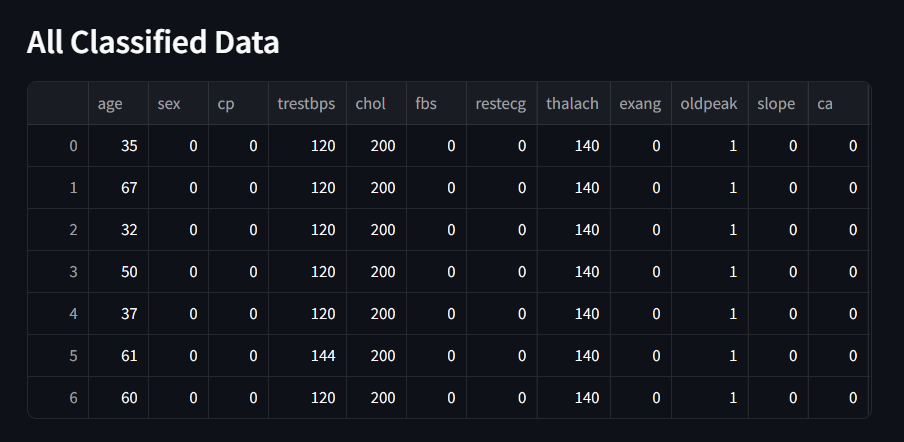 All Classified Data
age sex cp trestbps chol fbs restecg thalach exang oldpeak slope ca
0 35 0 0 120 200 0 0 140 0 1 0 0
1 67 0 0 120 200 0 0 140 0 1 0 0
2 32 0 0 120 200 0 0 140 0 1 0 0
3 50 0 0 120 200 0 0 140 0 1 0 0
4 37 0 0 120 200 0 0 140 0 1 0 0
5 61 0 0 144 200 0 0 140 0 1 0 0
6 60 0 0 120 200 0 0 140 0 1 0 0